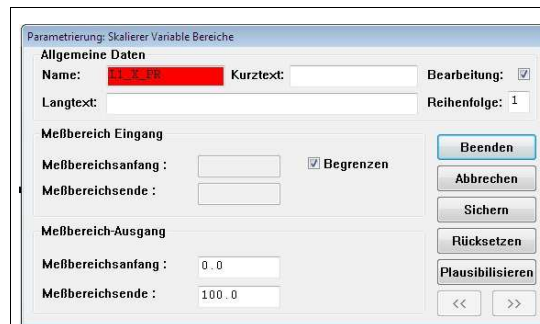 Parametrierung: Skalierer Variable Bereiche
Allgemeine Daten
Name: L1_X_PR Kurztext: Bearbeitung:
Langtext: Reihenfolge: 1
Meßbereich Eingang
Meßbereichsanfang : Begrenzen
Meßbereichsende :
Meßbereich-Ausgang
Meßbereichsanfang : 0.0
Meßbereichsende : 100.0
Beenden
Abbrechen
Sichern
Rücksetzen
Plausibilisieren
<< >>